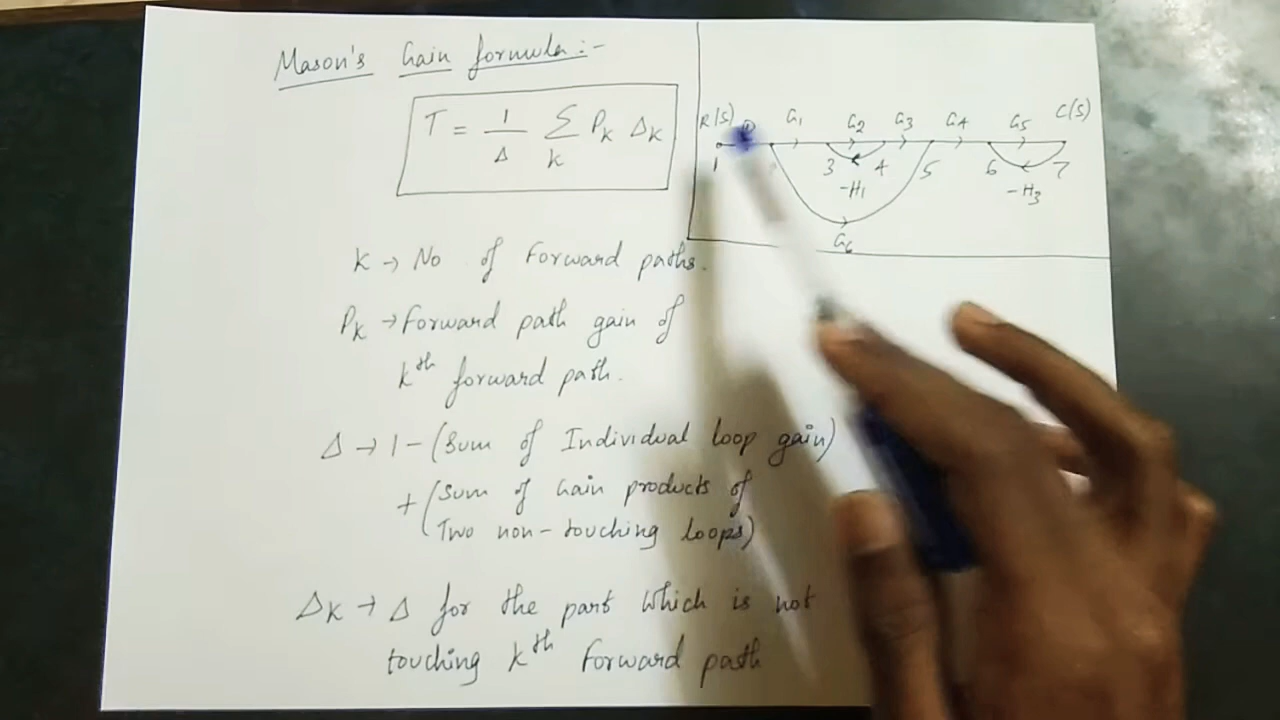 Mason's Gain formula :-
T = 1/Δ Σ_K P_K Δ_K
K → No of Forward paths.
P_K → Forward path gain of
Kth forward path.
Δ → 1 - (Sum of Individual loop gain)
+ (Sum of Gain products of
Two non-touching loops)
Δ_K → Δ for the part which is not
touching Kth Forward path
R(S) G1 G2 G3 G4 G5 C(S)
1 3 4 5 6 7
-H1 -H3
G6